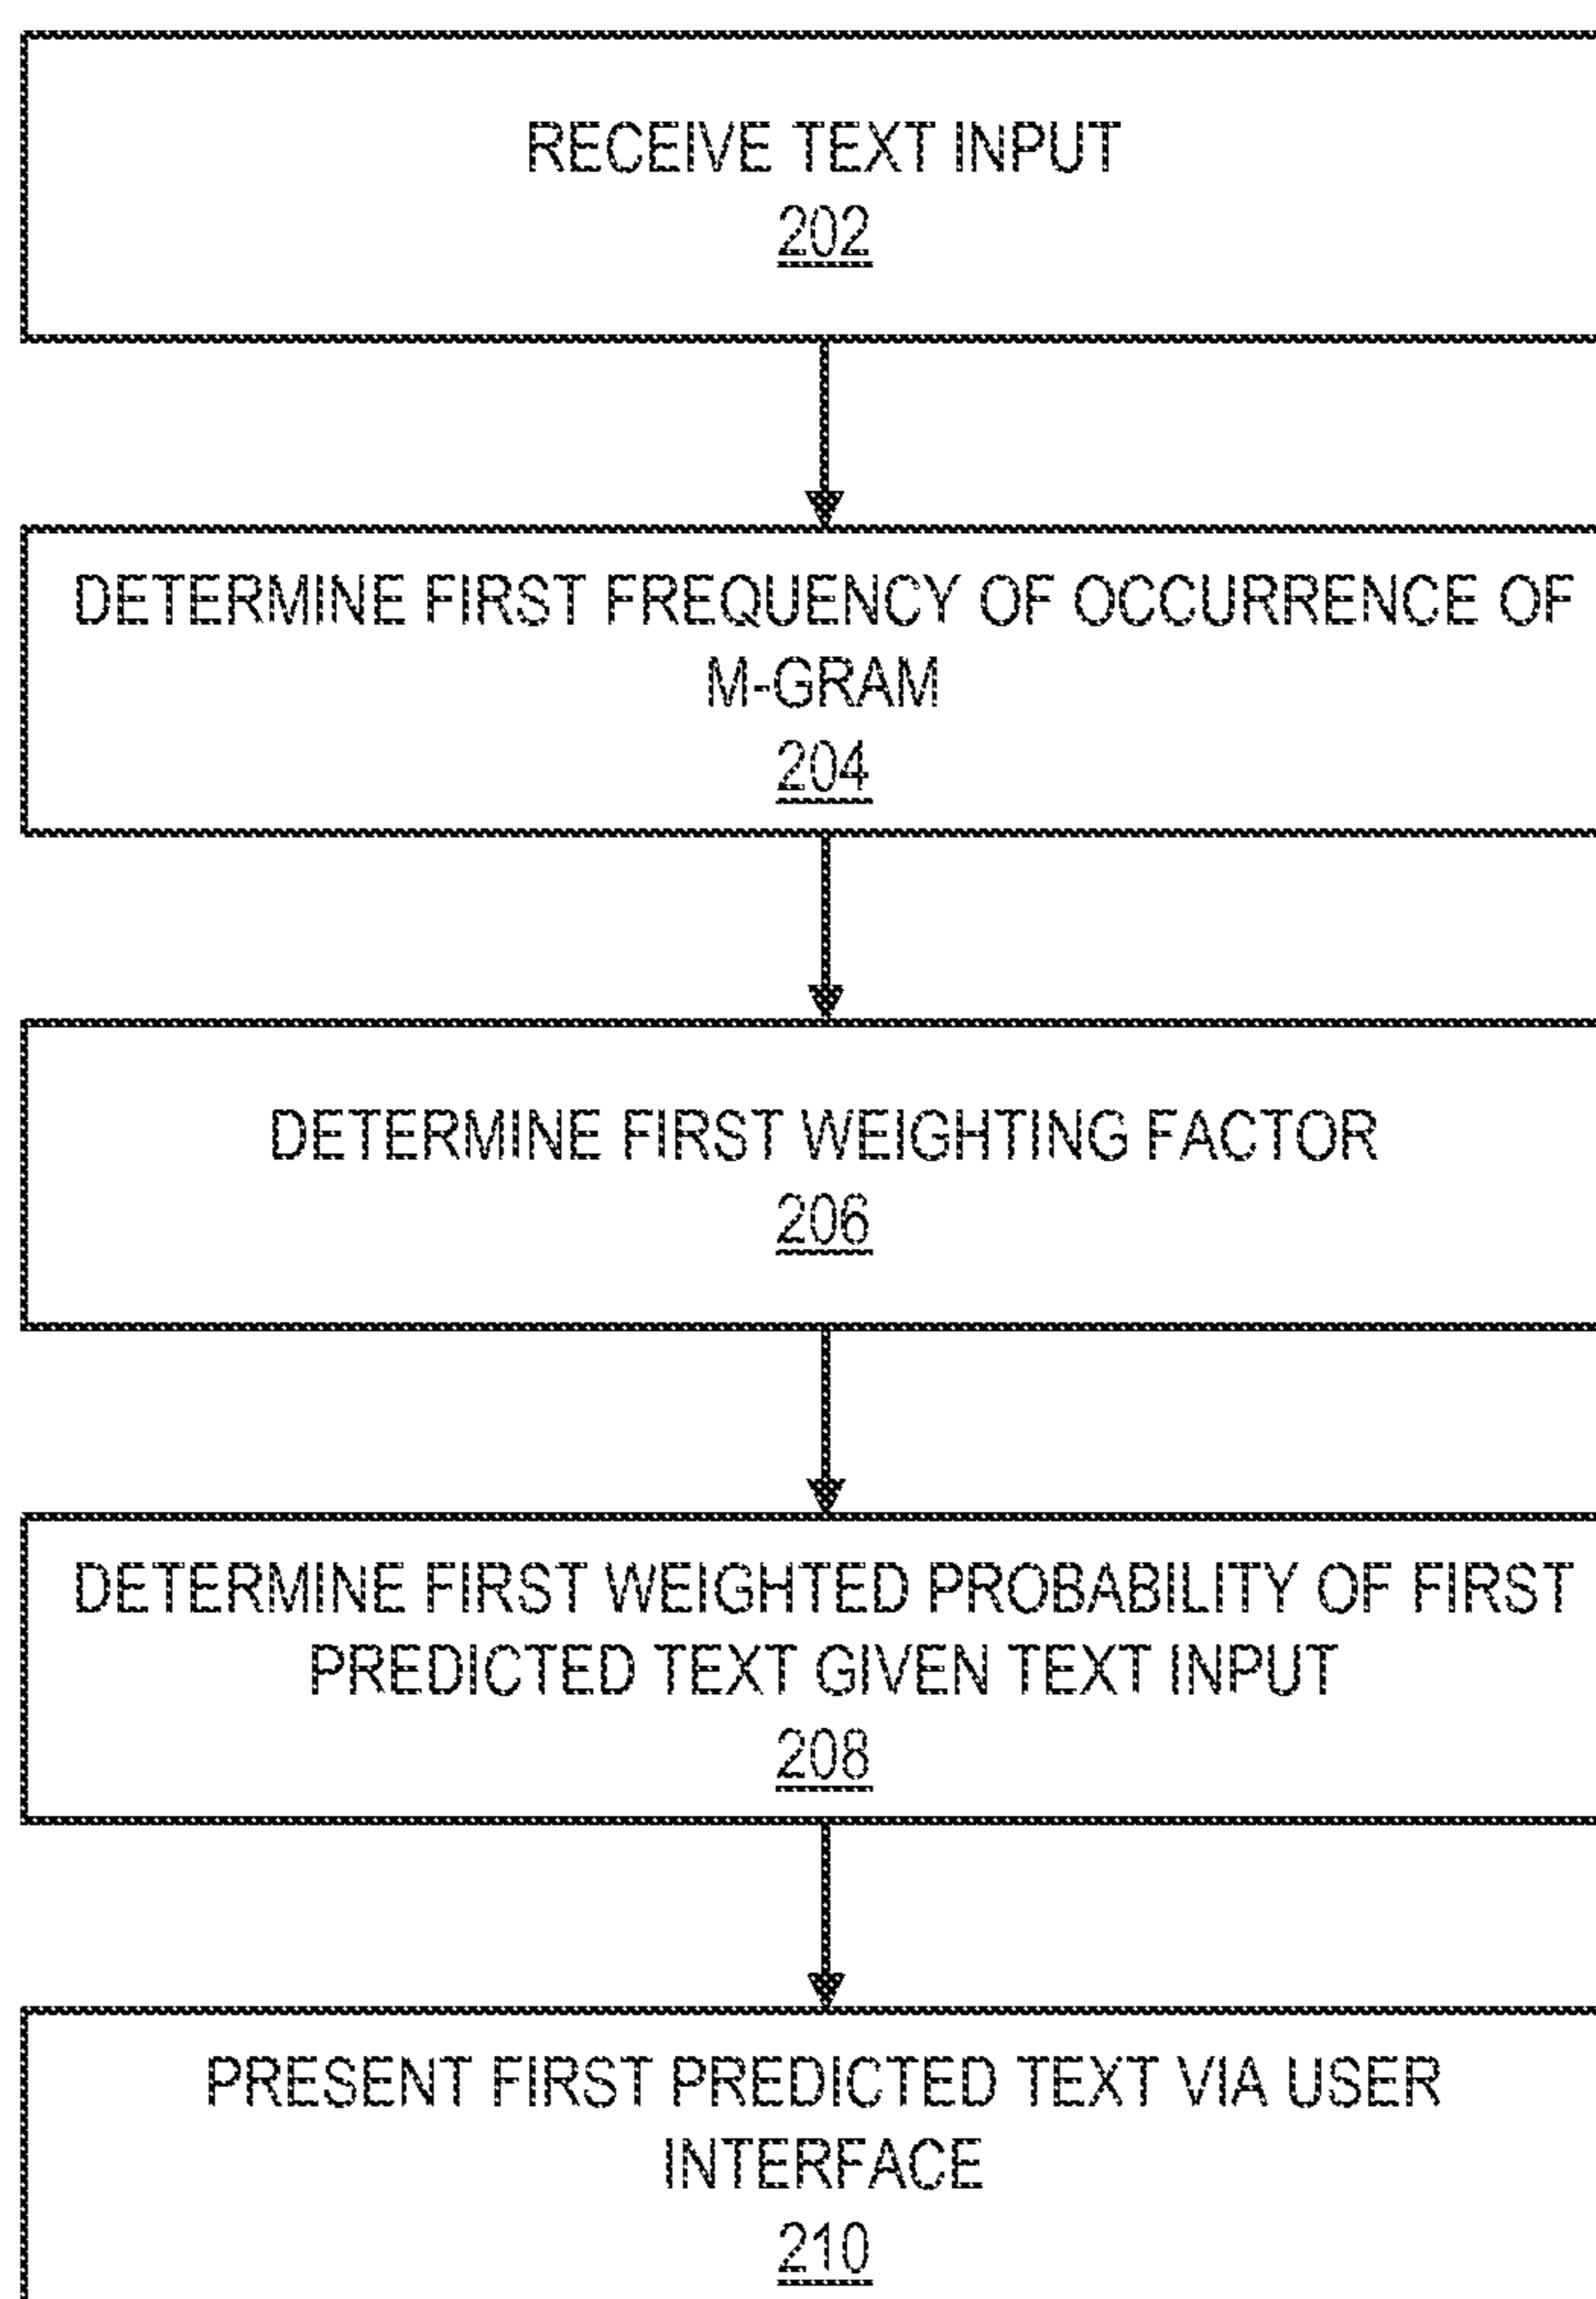 RECEIVE TEXT INPUT
202
DETERMINE FIRST FREQUENCY OF OCCURRENCE OF
M-GRAM
204
DETERMINE FIRST WEIGHTING FACTOR
206
DETERMINE FIRST WEIGHTED PROBABILITY OF FIRST
PREDICTED TEXT GIVEN TEXT INPUT
208
PRESENT FIRST PREDICTED TEXT VIA USER
INTERFACE
210